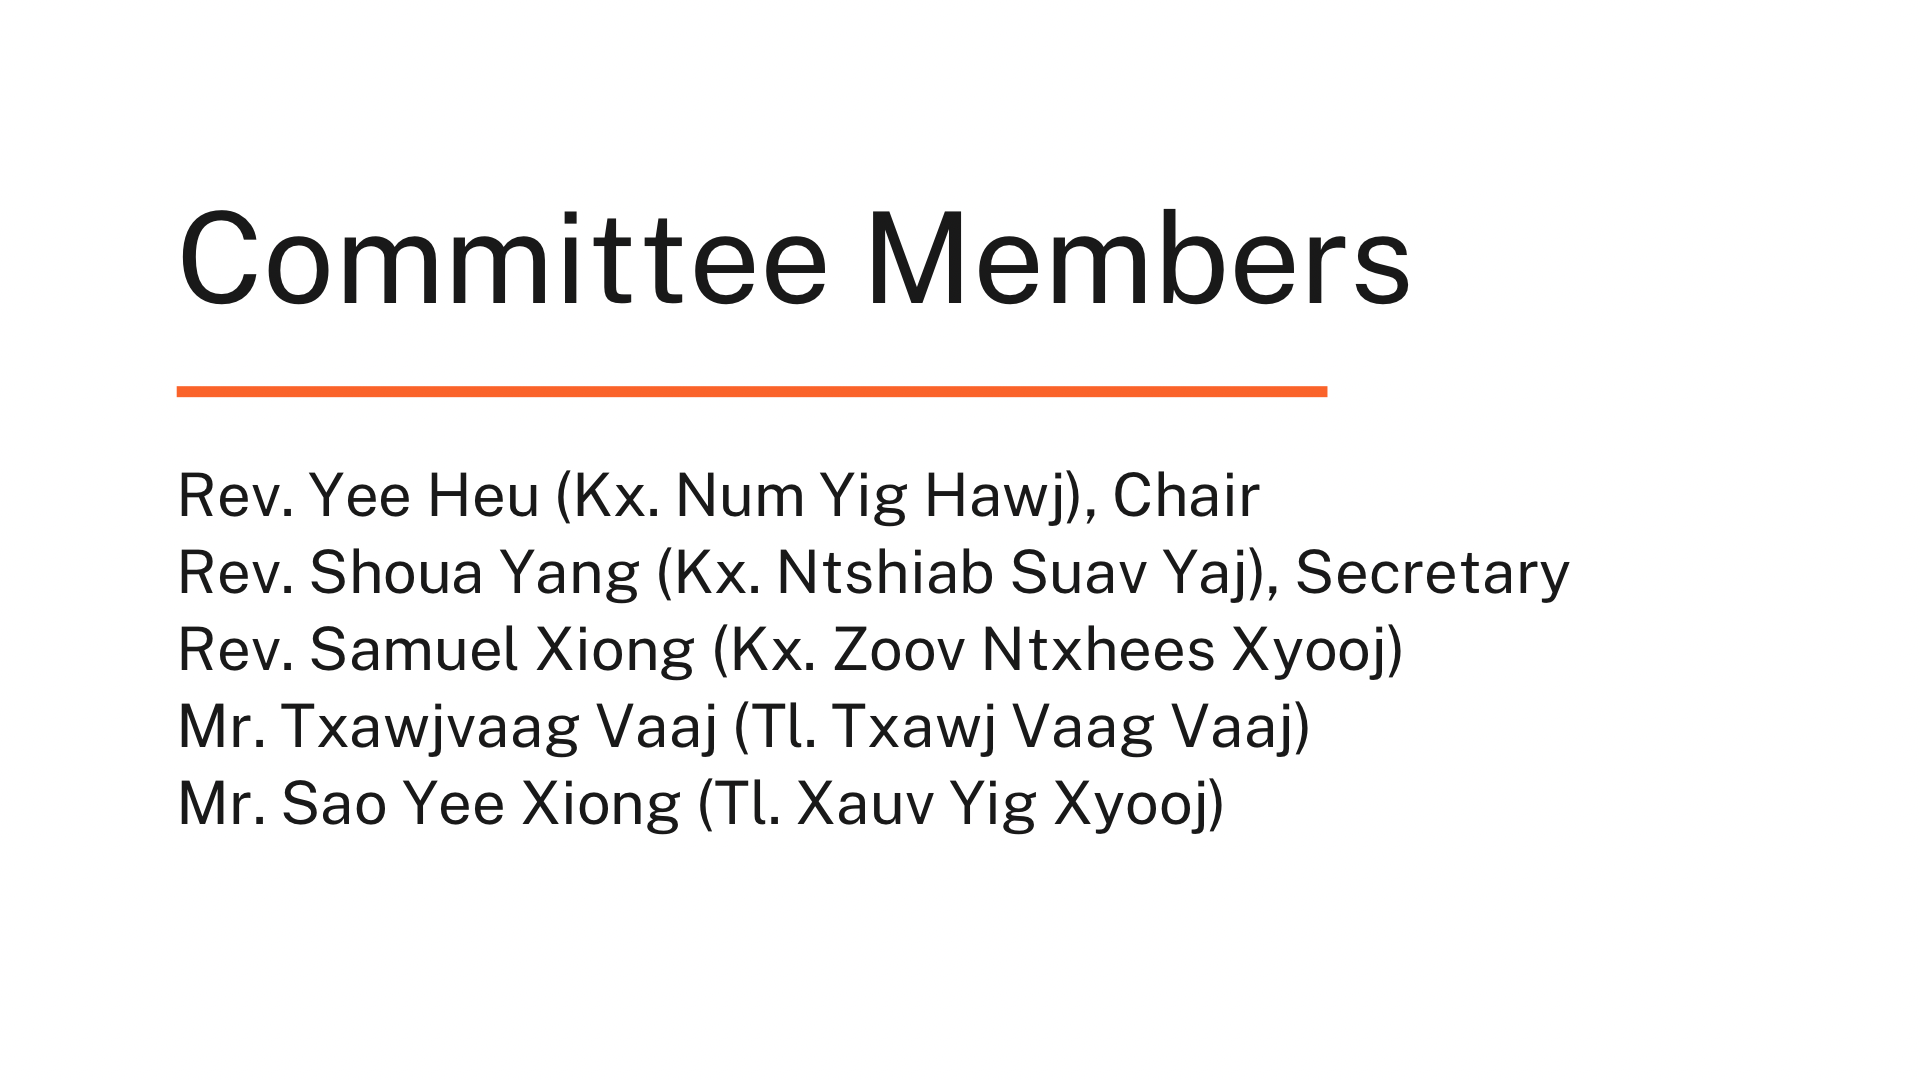 Committee Members
Rev. Yee Heu (Kx. Num Yig Hawj), Chair
Rev. Shoua Yang (Kx. Ntshiab Suav Yaj), Secretary
Rev. Samuel Xiong (Kx. Zoov Ntxhees Xyooj)
Mr. Txawjvaag Vaaj (Tl. Txawj Vaag Vaaj)
Mr. Sao Yee Xiong (Tl. Xauv Yig Xyooj)